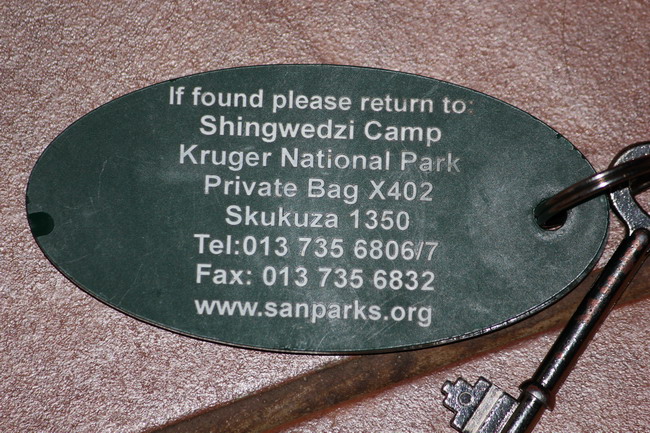 If found please return to:
Shingwedzi Camp
Kruger National Park
Private Bag X402
Skukuza 1350
Tel:013 735 6806/7
Fax: 013 735 6832
www.sanparks.org